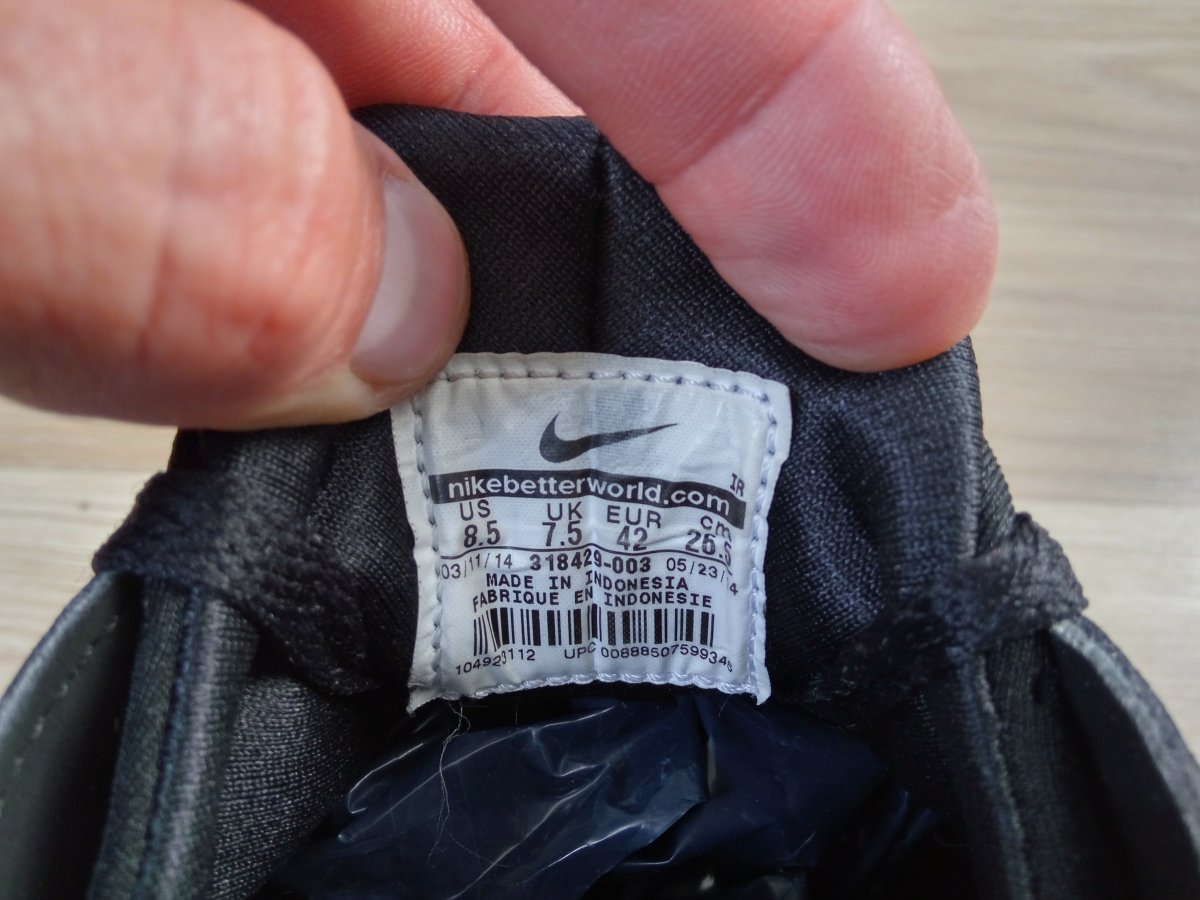 nikebetterworld.com
IR
US UK EUR cm
8.5 7.5 42 26.5
03/11/14 318429-003 05/23/14
MADE IN INDONESIA
FABRIQUE EN INDONESIE
UPC 00888507599346